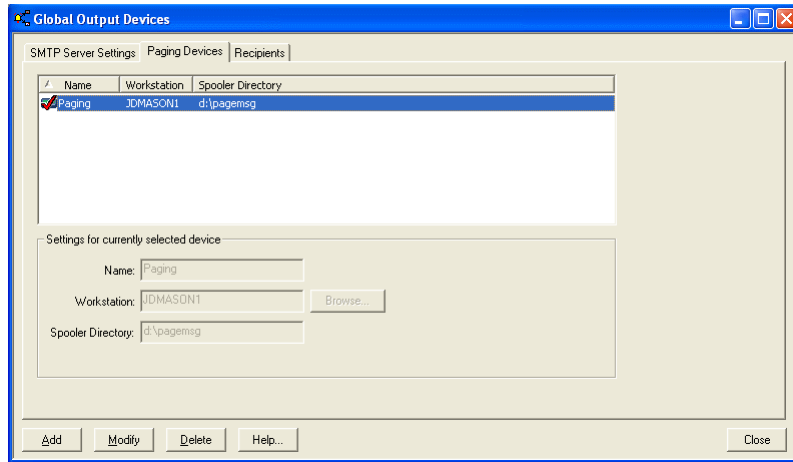 Global Output Devices
SMTP Server Settings Paging Devices Recipients
Name Workstation Spooler Directory
Paging JDMASON1 d:\pagemsg
Settings for currently selected device
Name: Paging
Workstation: JDMASON1 Browse...
Spooler Directory: d:\pagemsg
Add Modify Delete Help... Close